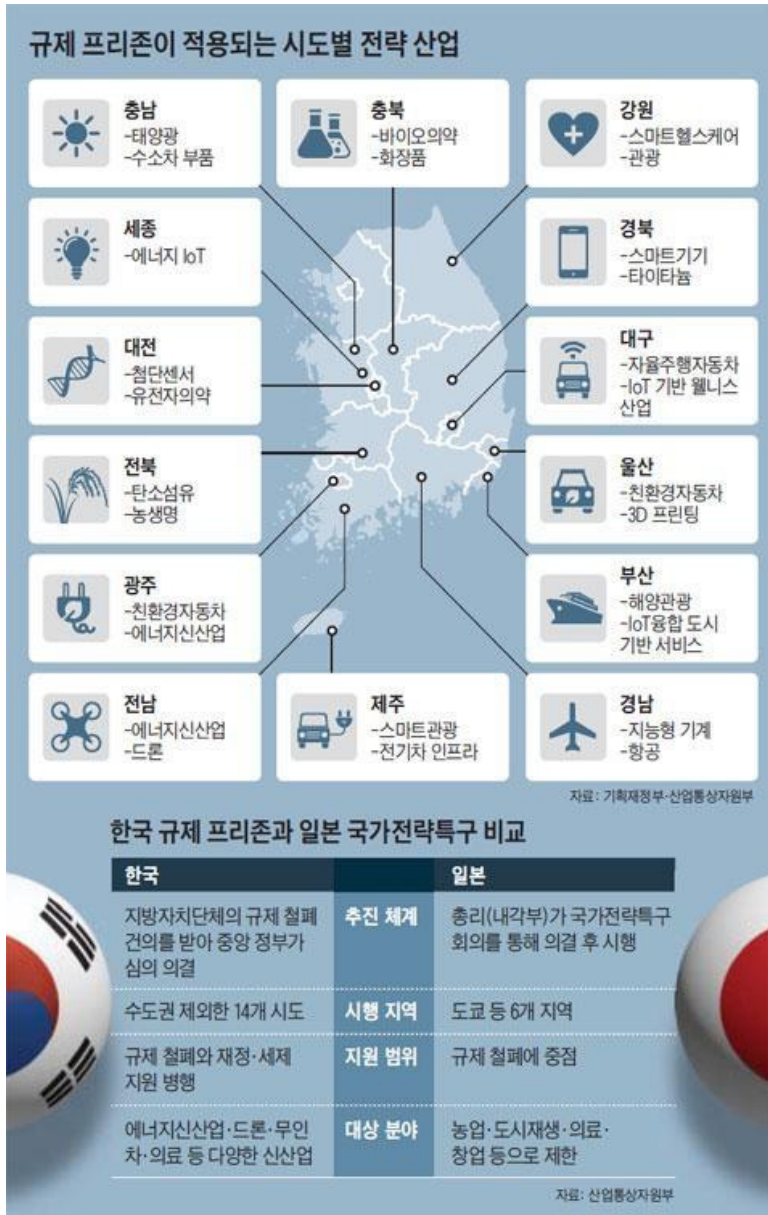 규제 프리존이 적용되는 시도별 전략 산업
충남
-태양광
-수소차 부품
충북
-바이오의약
-화장품
강원
-스마트헬스케어
-관광
세종
-에너지 IoT
경북
-스마트기기
-타이타늄
대전
-첨단센서
-유전자의약
대구
-자율주행자동차
-IoT 기반 웰니스
산업
전북
-탄소섬유
-농생명
울산
-친환경자동차
-3D 프린팅
광주
-친환경자동차
-에너지신산업
부산
-해양관광
-IoT융합 도시
기반 서비스
전남
-에너지신산업
-드론
제주
-스마트관광
-전기차 인프라
경남
-지능형 기계
-항공
자료 : 기획재정부·산업통상자원부
한국 규제 프리존과 일본 국가전략특구 비교
한국
일본
지방자치단체의 규제 철폐
건의를 받아 중앙 정부가
심의 의결
추진 체계
총리(내각부)가 국가전략특구
회의를 통해 의결 후 시행
수도권 제외한 14개 시도
시행 지역
도쿄 등 6개 지역
규제 철폐와 재정·세제
지원 병행
지원 범위
규제 철폐에 중점
에너지신산업·드론·무인
차·의료 등 다양한 신산업
대상 분야
농업·도시재생·의료·
창업 등으로 제한
자료 : 산업통상자원부